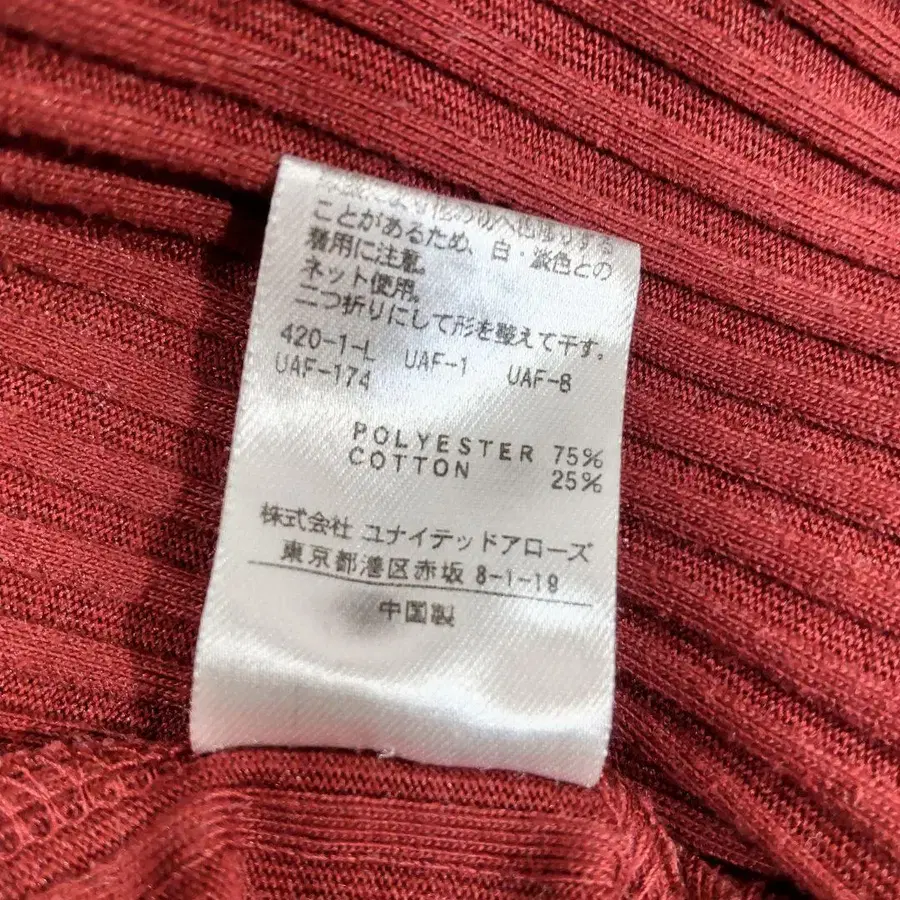 ことがあるため、白・淡色との
着用に注意。
ネット使用。
二つ折りにして形を整えて干す。
420-1-L UAF-1 UAF-8
UAF-174
POLYESTER 75%
COTTON 25%
株式会社 ユナイテッドアローズ
東京都港区赤坂 8-1-19
中国製